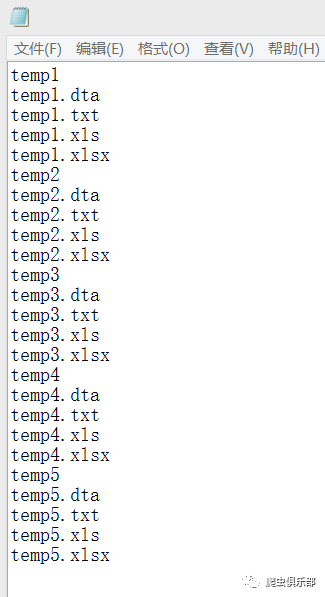 文件(F) 编辑(E) 格式(O) 查看(V) 帮助(H)
temp1
temp1.dta
temp1.txt
temp1.xls
temp1.xlsx
temp2
temp2.dta
temp2.txt
temp2.xls
temp2.xlsx
temp3
temp3.dta
temp3.txt
temp3.xls
temp3.xlsx
temp4
temp4.dta
temp4.txt
temp4.xls
temp4.xlsx
temp5
temp5.dta
temp5.txt
temp5.xls
temp5.xlsx
爬虫俱乐部